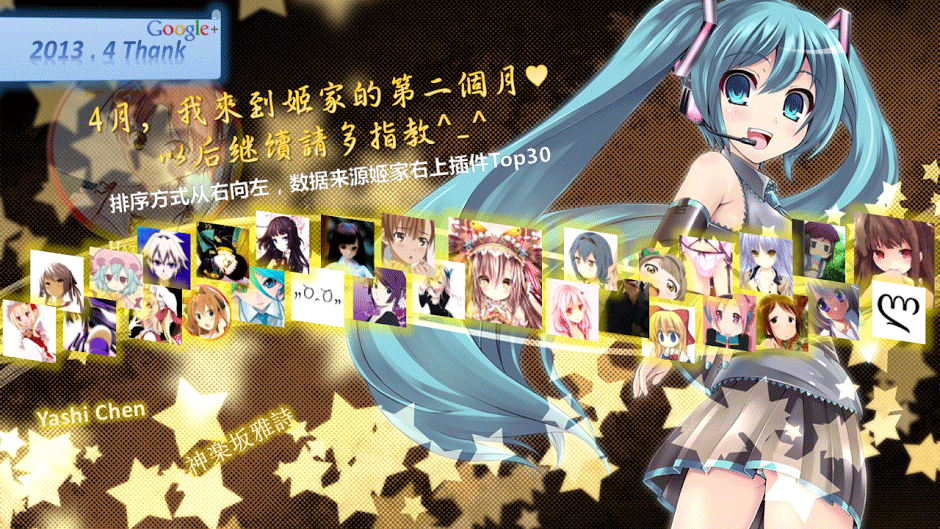 Google+
2013 . 4 Thank
4月，我來到姬家的第二個月♥
以后继續請多指教^_^
排序方式从右向左，数据来源姬家右上插件Top30
Yashi Chen
神楽坂雅詩